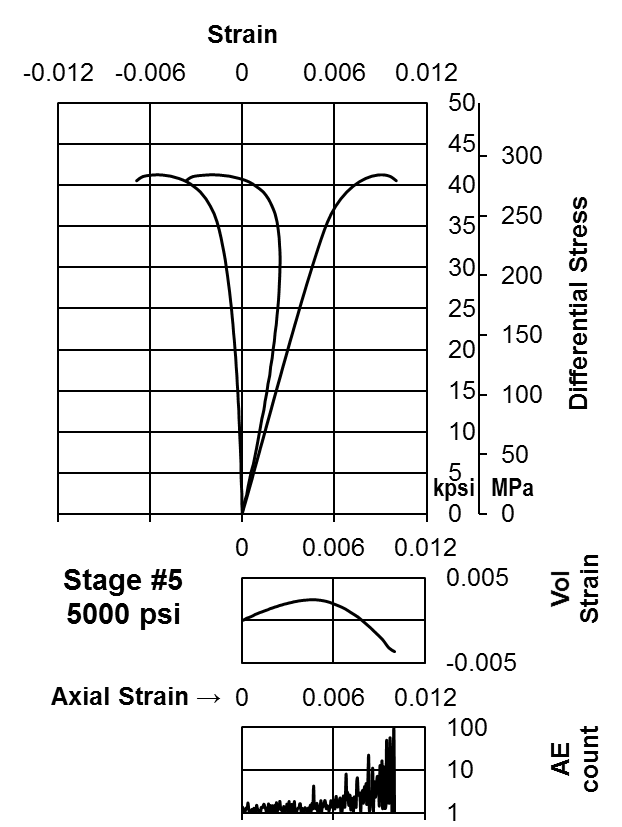 Strain
-0.012 -0.006 0 0.006 0.012
50
45
40
35
30
25
20
15
10
5
0
kpsi
300
250
200
150
100
50
0
MPa
Differential Stress
0 0.006 0.012
Stage #5
5000 psi
0.005
-0.005
Vol
Strain
Axial Strain → 0 0.006 0.012
100
10
1
AE
count